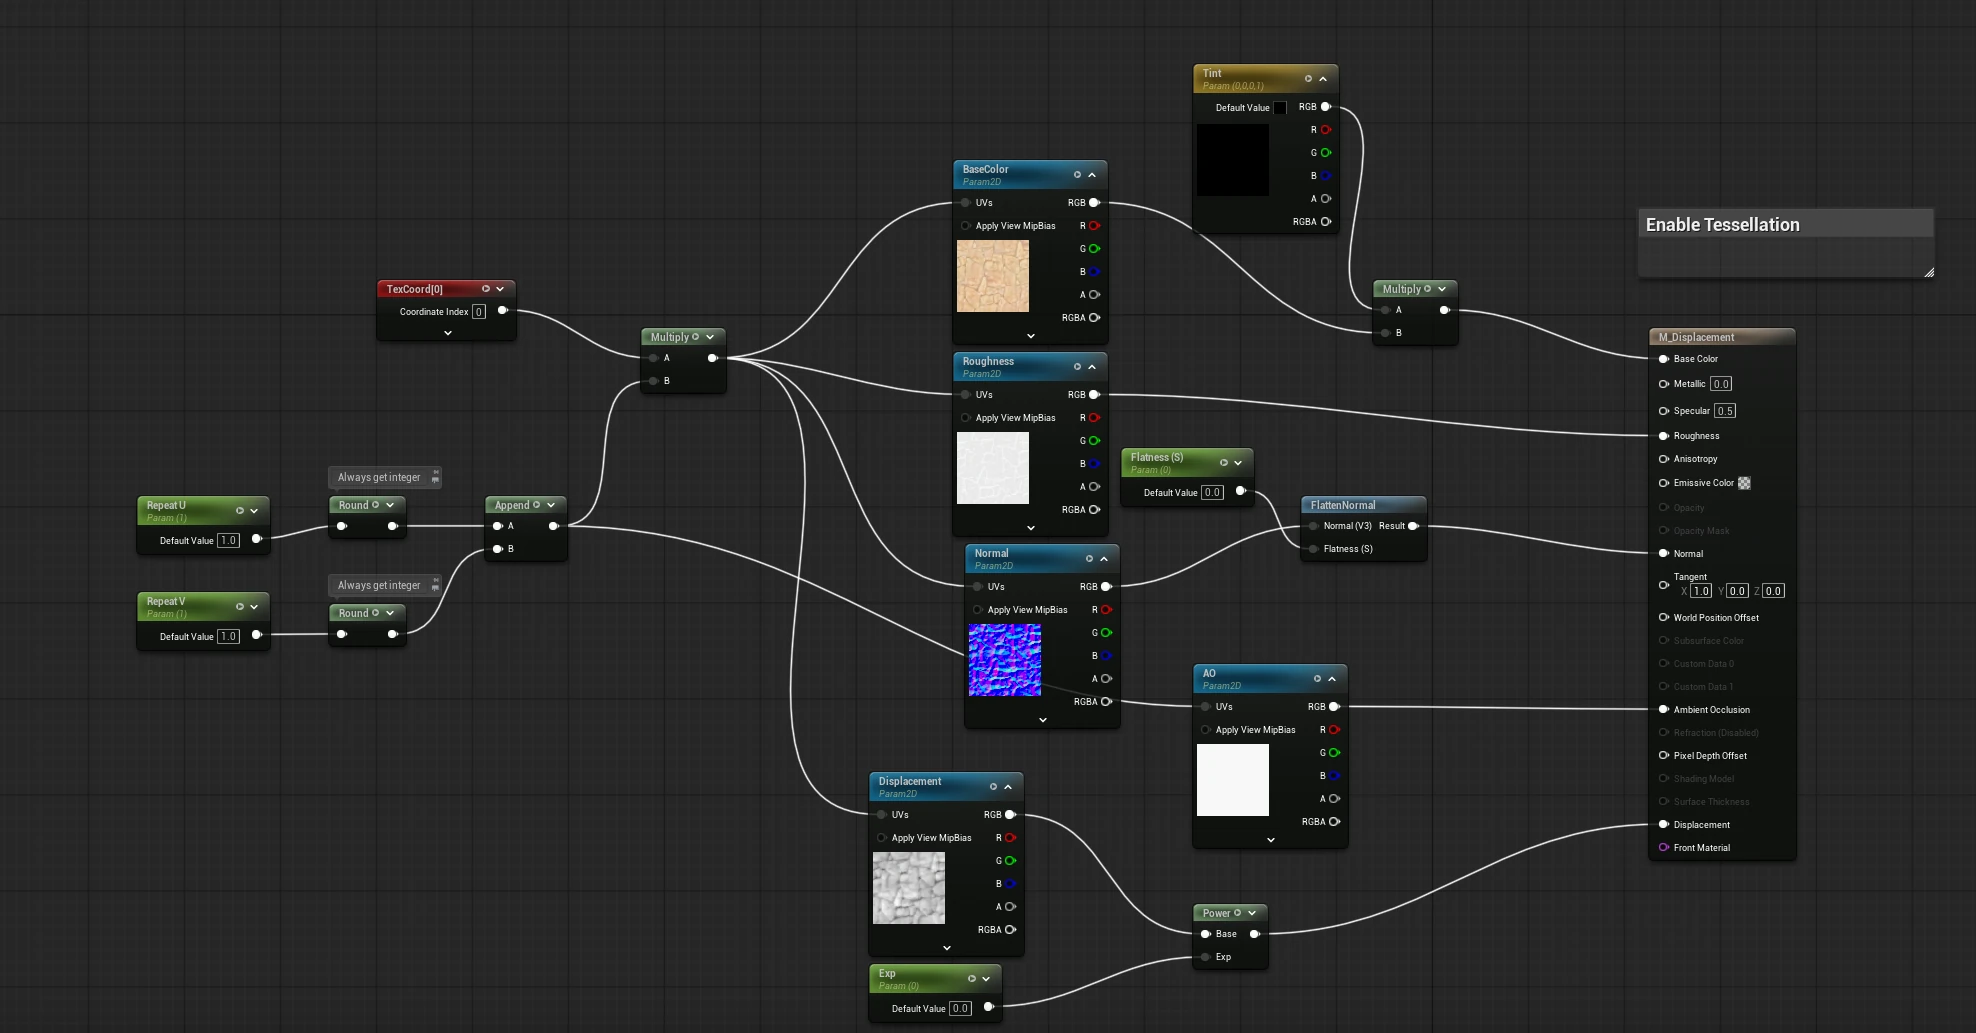 Tint
Param (0,0,0,1)
Default Value
RGB
R
G
B
A
RGBA
BaseColor
Param2D
UVs
RGB
Apply View MipBias
R
G
B
A
RGBA
Enable Tessellation
TexCoord[0]
Coordinate Index 0
Multiply
A
B
Multiply
A
B
Roughness
Param2D
UVs
RGB
Apply View MipBias
R
G
B
A
RGBA
Flatness (S)
Param (0)
Default Value 0.0
FlattenNormal
Normal (V3) Result
Flatness (S)
Always get integer
Repeat U
Param (1)
Default Value 1.0
Round
Append
A
B
Always get integer
Repeat V
Param (1)
Default Value 1.0
Round
Normal
Param2D
UVs
RGB
Apply View MipBias
R
G
B
A
RGBA
AO
Param2D
UVs
RGB
Apply View MipBias
R
G
B
A
RGBA
Displacement
Param2D
UVs
RGB
Apply View MipBias
R
G
B
A
RGBA
Exp
Param (0)
Default Value 0.0
Power
Base
Exp
M_Displacement
Base Color
Metallic 0.0
Specular 0.5
Roughness
Anisotropy
Emissive Color
Opacity
Opacity Mask
Normal
Tangent
X 1.0 Y 0.0 Z 0.0
World Position Offset
Subsurface Color
Custom Data 0
Custom Data 1
Ambient Occlusion
Refraction (Disabled)
Pixel Depth Offset
Shading Model
Surface Thickness
Displacement
Front Material